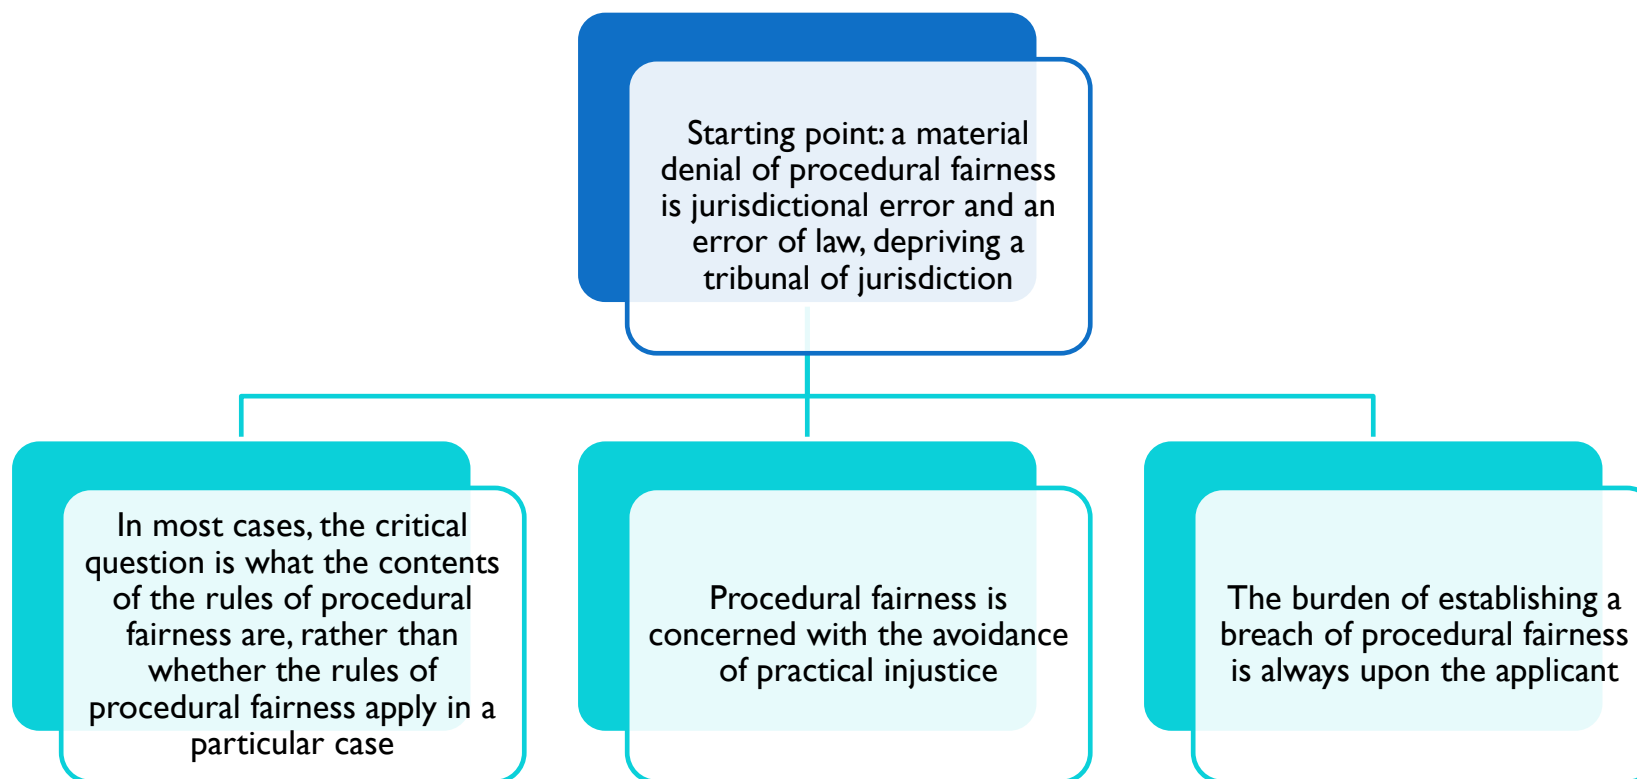 Starting point: a material
denial of procedural fairness
is jurisdictional error and an
error of law, depriving a
tribunal of jurisdiction
In most cases, the critical
question is what the contents
of the rules of procedural
fairness are, rather than
whether the rules of
procedural fairness apply in a
particular case
Procedural fairness is
concerned with the avoidance
of practical injustice
The burden of establishing a
breach of procedural fairness
is always upon the applicant